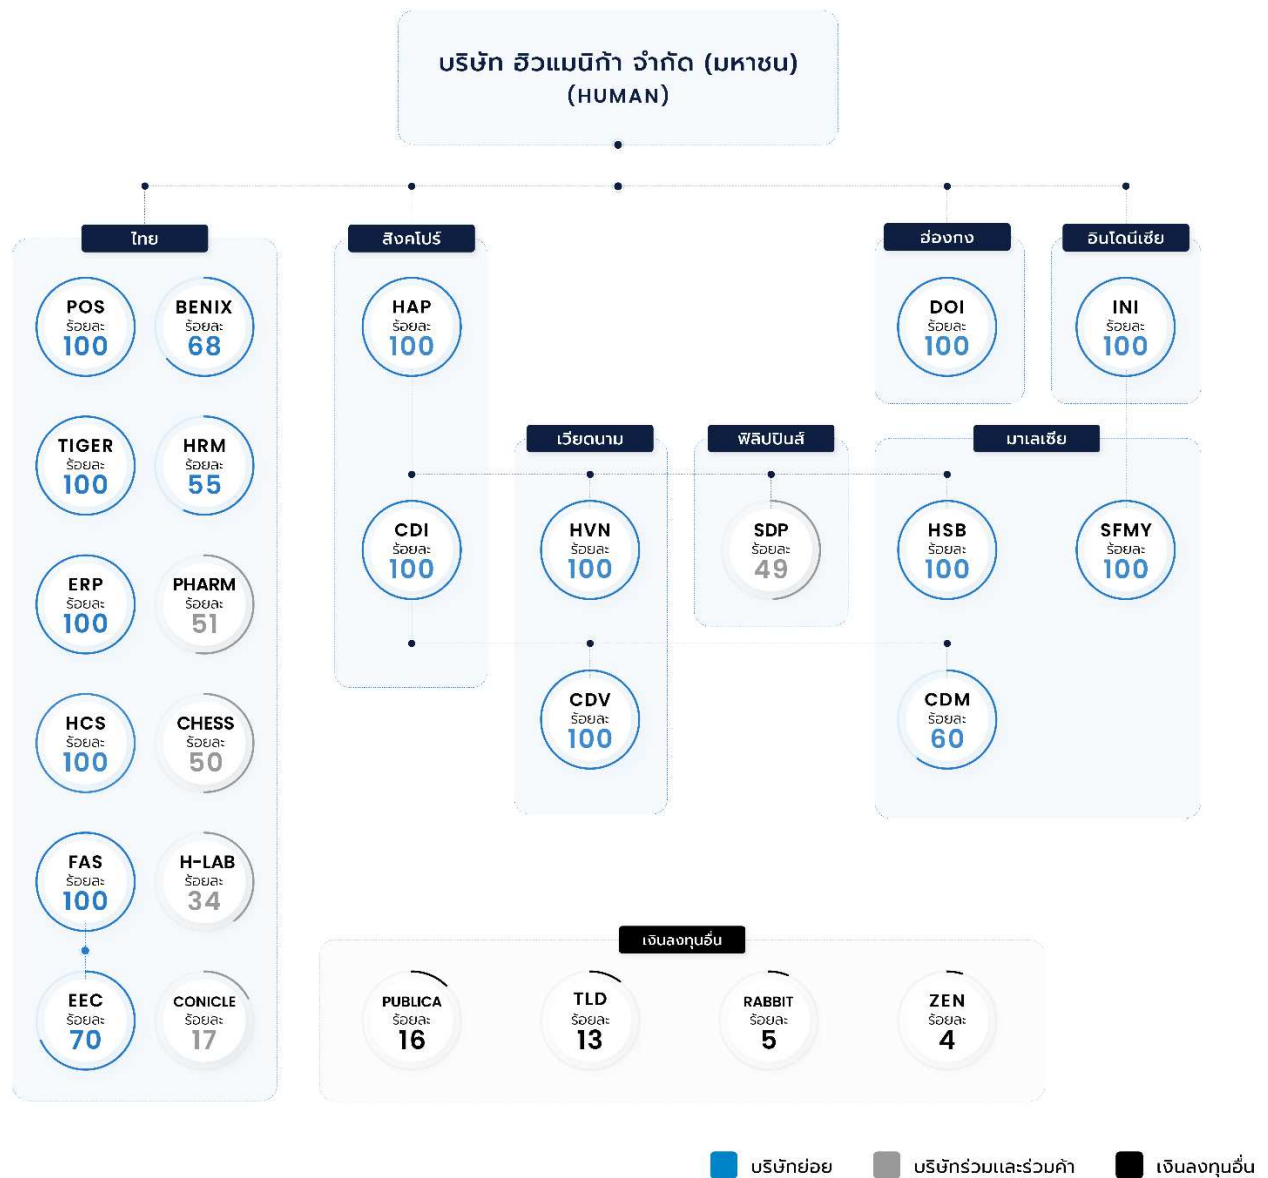 บริษัท ฮิวแมนิก้า จำกัด (มหาชน)
(HUMAN)
ไทย
POS
ร้อยละ
100
BENIX
ร้อยละ
68
TIGER
ร้อยละ
100
HRM
ร้อยละ
55
ERP
ร้อยละ
100
PHARM
ร้อยละ
51
HCS
ร้อยละ
100
CHESS
ร้อยละ
50
FAS
ร้อยละ
100
H-LAB
ร้อยละ
34
EEC
ร้อยละ
70
CONICLE
ร้อยละ
17
สิงคโปร์
HAP
ร้อยละ
100
CDI
ร้อยละ
100
เวียดนาม
HVN
ร้อยละ
100
CDV
ร้อยละ
100
ฟิลิปปินส์
SDP
ร้อยละ
49
ฮ่องกง
DOI
ร้อยละ
100
อินโดนีเซีย
INI
ร้อยละ
100
มาเลเซีย
HSB
ร้อยละ
100
SFMY
ร้อยละ
100
CDM
ร้อยละ
60
เงินลงทุนอื่น
PUBLICA
ร้อยละ
16
TLD
ร้อยละ
13
RABBIT
ร้อยละ
5
ZEN
ร้อยละ
4
บริษัทย่อย
บริษัทร่วมและร่วมค้า
เงินลงทุนอื่น